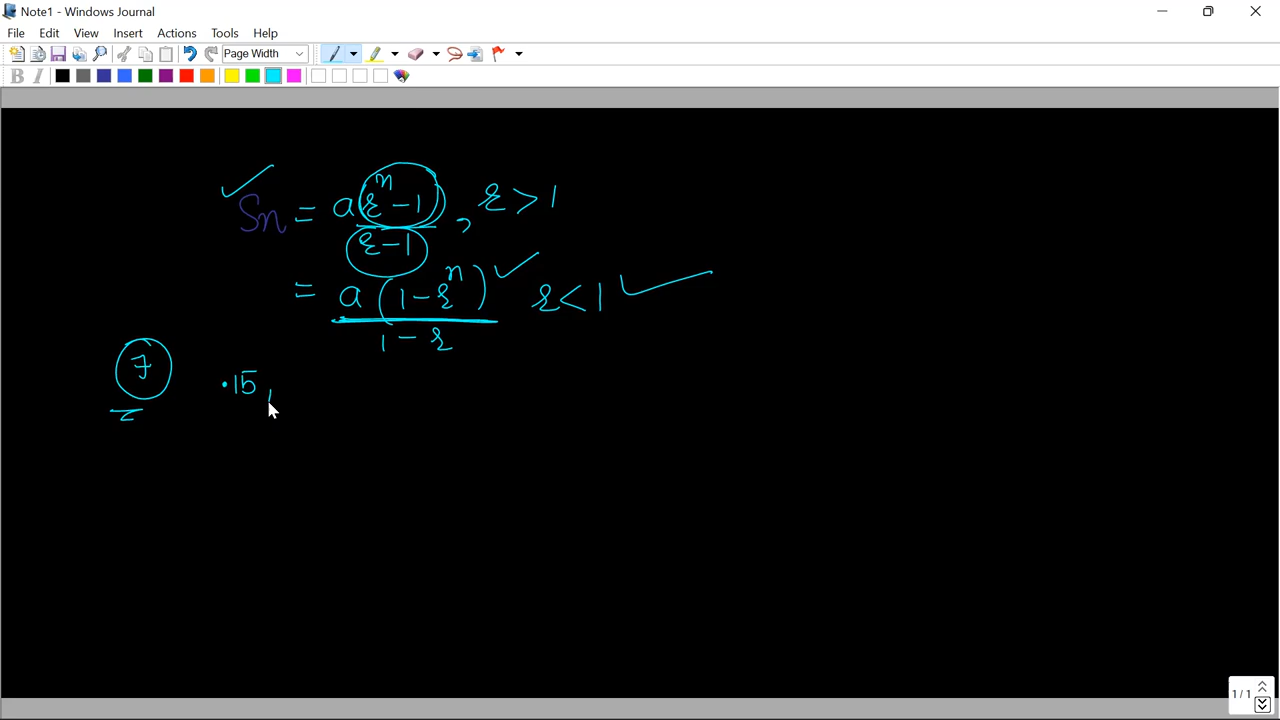 Note1 - Windows Journal
File Edit View Insert Actions Tools Help
Page Width
B I
Sn = a(r^n - 1) / (r - 1), r > 1
= a(1 - r^n) / (1 - r) r < 1
7 .15,
1/1